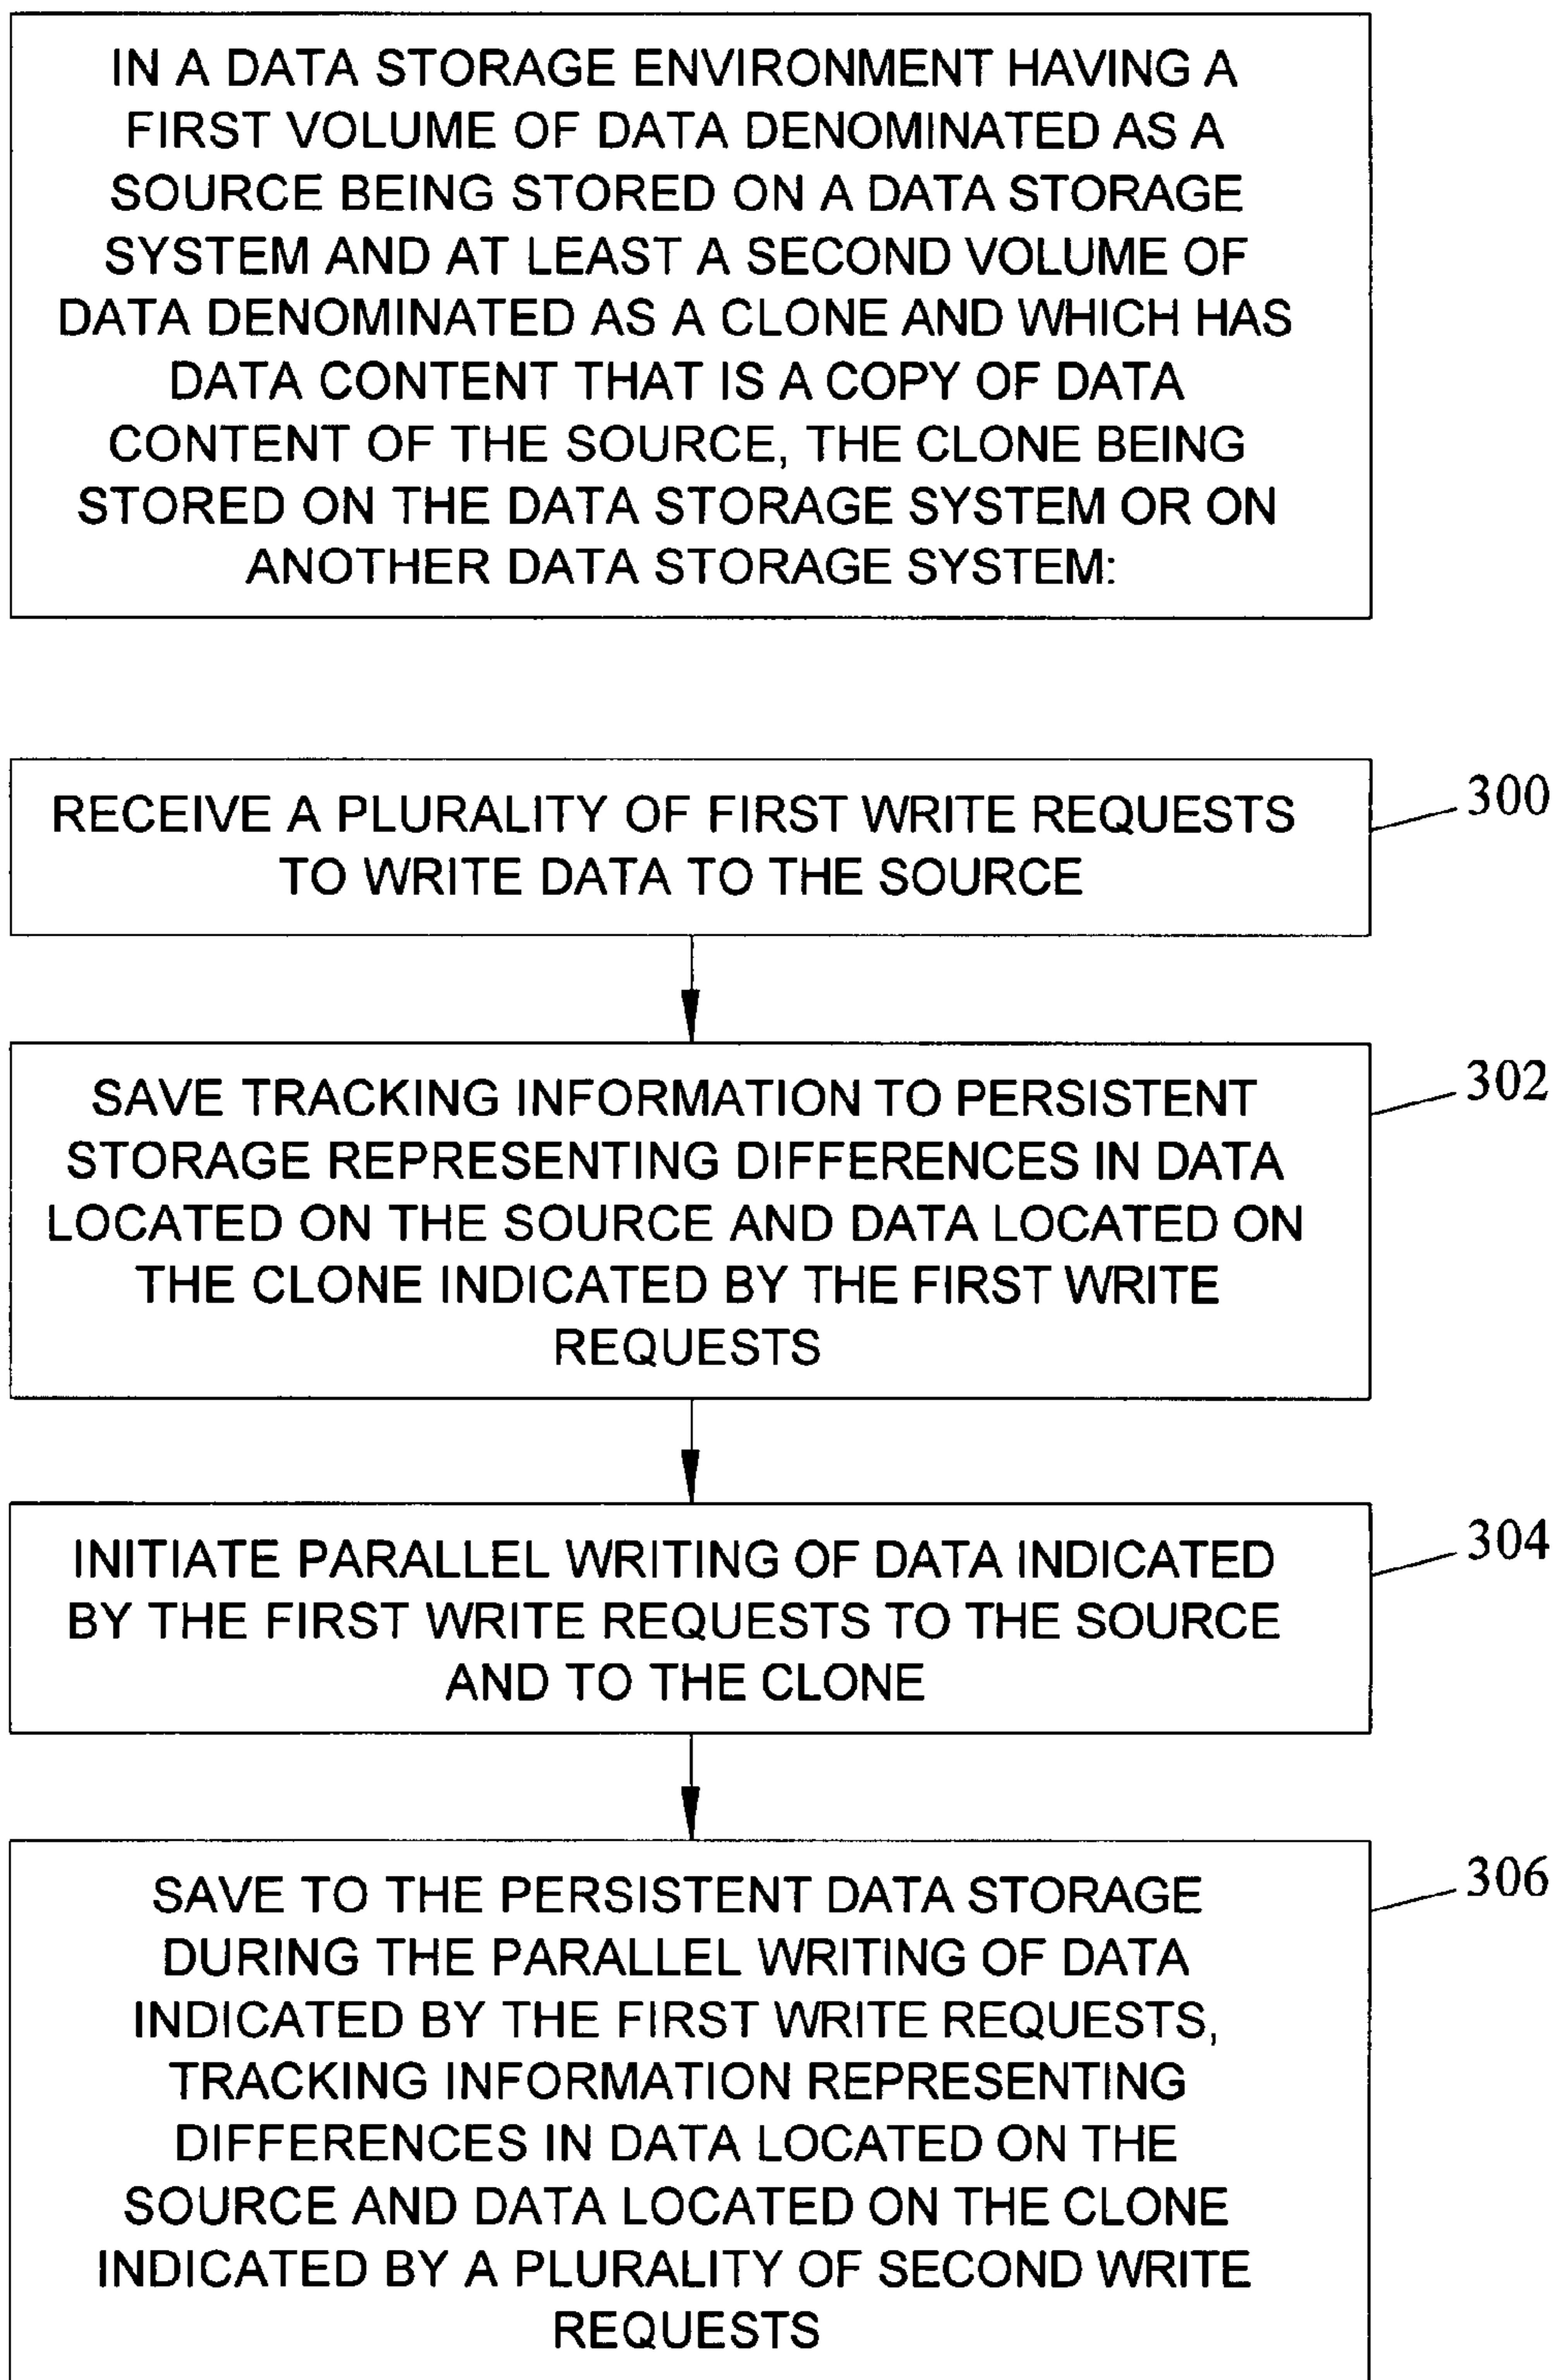 IN A DATA STORAGE ENVIRONMENT HAVING A
FIRST VOLUME OF DATA DENOMINATED AS A
SOURCE BEING STORED ON A DATA STORAGE
SYSTEM AND AT LEAST A SECOND VOLUME OF
DATA DENOMINATED AS A CLONE AND WHICH HAS
DATA CONTENT THAT IS A COPY OF DATA
CONTENT OF THE SOURCE, THE CLONE BEING
STORED ON THE DATA STORAGE SYSTEM OR ON
ANOTHER DATA STORAGE SYSTEM:
RECEIVE A PLURALITY OF FIRST WRITE REQUESTS
TO WRITE DATA TO THE SOURCE
300
SAVE TRACKING INFORMATION TO PERSISTENT
STORAGE REPRESENTING DIFFERENCES IN DATA
LOCATED ON THE SOURCE AND DATA LOCATED ON
THE CLONE INDICATED BY THE FIRST WRITE
REQUESTS
302
INITIATE PARALLEL WRITING OF DATA INDICATED
BY THE FIRST WRITE REQUESTS TO THE SOURCE
AND TO THE CLONE
304
SAVE TO THE PERSISTENT DATA STORAGE
DURING THE PARALLEL WRITING OF DATA
INDICATED BY THE FIRST WRITE REQUESTS,
TRACKING INFORMATION REPRESENTING
DIFFERENCES IN DATA LOCATED ON THE
SOURCE AND DATA LOCATED ON THE CLONE
INDICATED BY A PLURALITY OF SECOND WRITE
REQUESTS
306